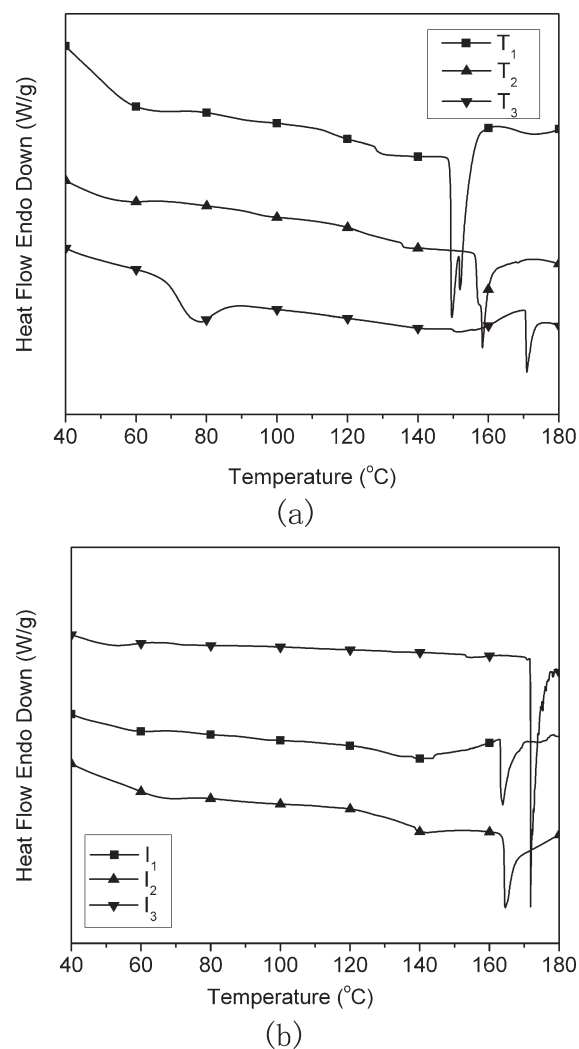 Heat Flow Endo Down (W/g)
T₁
T₂
T₃
40 60 80 100 120 140 160 180
Temperature (°C)
(a)
Heat Flow Endo Down (W/g)
I₁
I₂
I₃
40 60 80 100 120 140 160 180
Temperature (°C)
(b)